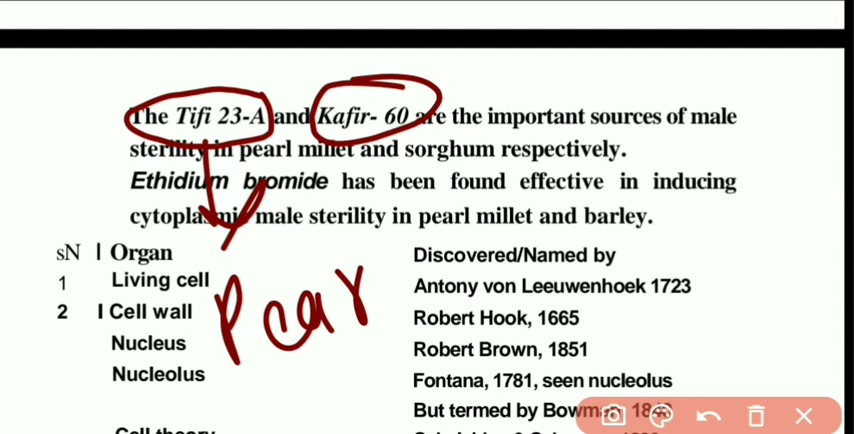 The Tifi 23-A and Kafir- 60 are the important sources of male
sterility in pearl millet and sorghum respectively.
Ethidium bromide has been found effective in inducing
cytoplasmic male sterility in pearl millet and barley.
sN | Organ Discovered/Named by
1 Living cell Antony von Leeuwenhoek 1723
2 I Cell wall Robert Hook, 1665
Nucleus Robert Brown, 1851
Nucleolus Fontana, 1781, seen nucleolus
But termed by Bowman 1840
Pear